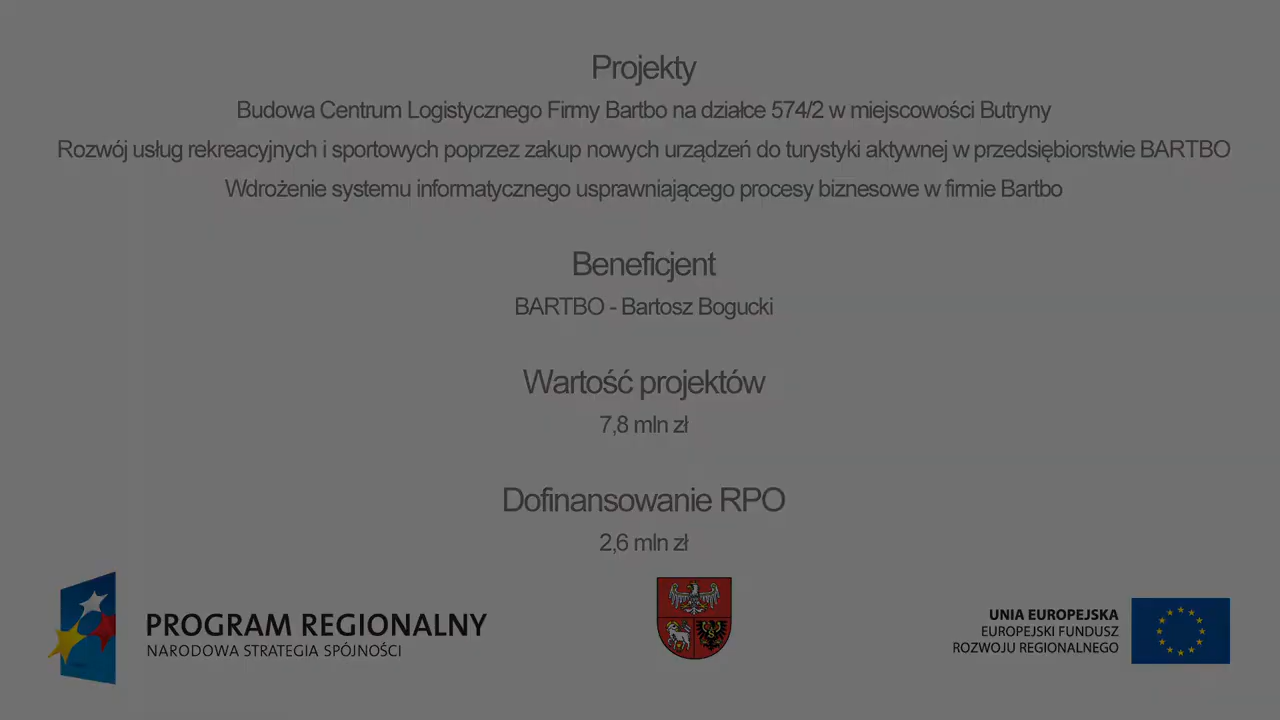 Projekty
Budowa Centrum Logistycznego Firmy Bartbo na działce 574/2 w miejscowości Butryny
Rozwój usług rekreacyjnych i sportowych poprzez zakup nowych urządzeń do turystyki aktywnej w przedsiębiorstwie BARTBO
Wdrożenie systemu informatycznego usprawniającego procesy biznesowe w firmie Bartbo
Beneficjent
BARTBO - Bartosz Bogucki
Wartość projektów
7,8 mln zł
Dofinansowanie RPO
2,6 mln zł
PROGRAM REGIONALNY
NARODOWA STRATEGIA SPÓJNOŚCI
UNIA EUROPEJSKA
EUROPEJSKI FUNDUSZ
ROZWOJU REGIONALNEGO